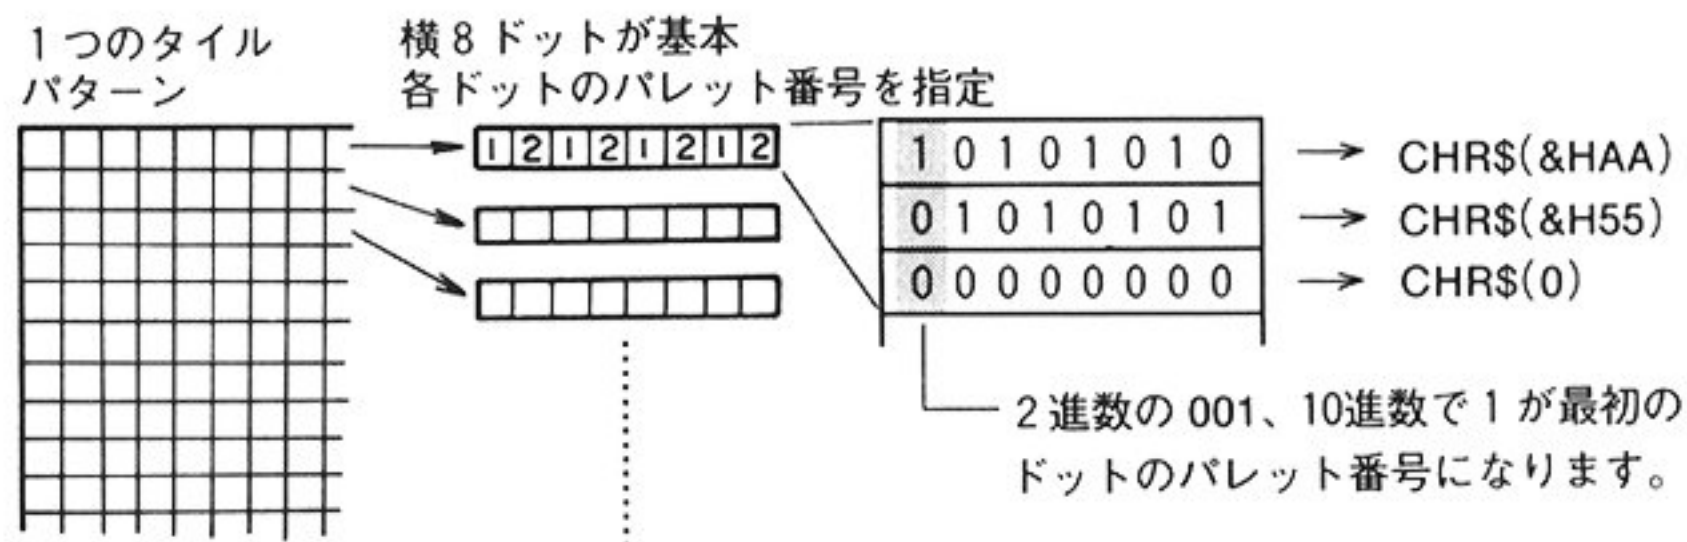 1つのタイル
パターン
横8ドットが基本
各ドットのパレット番号を指定
1 2 1 2 1 2 1 2
1 0 1 0 1 0 1 0 → CHR$(&HAA)
0 1 0 1 0 1 0 1 → CHR$(&H55)
0 0 0 0 0 0 0 0 → CHR$(0)
2進数の 001、10進数で1が最初の
ドットのパレット番号になります。